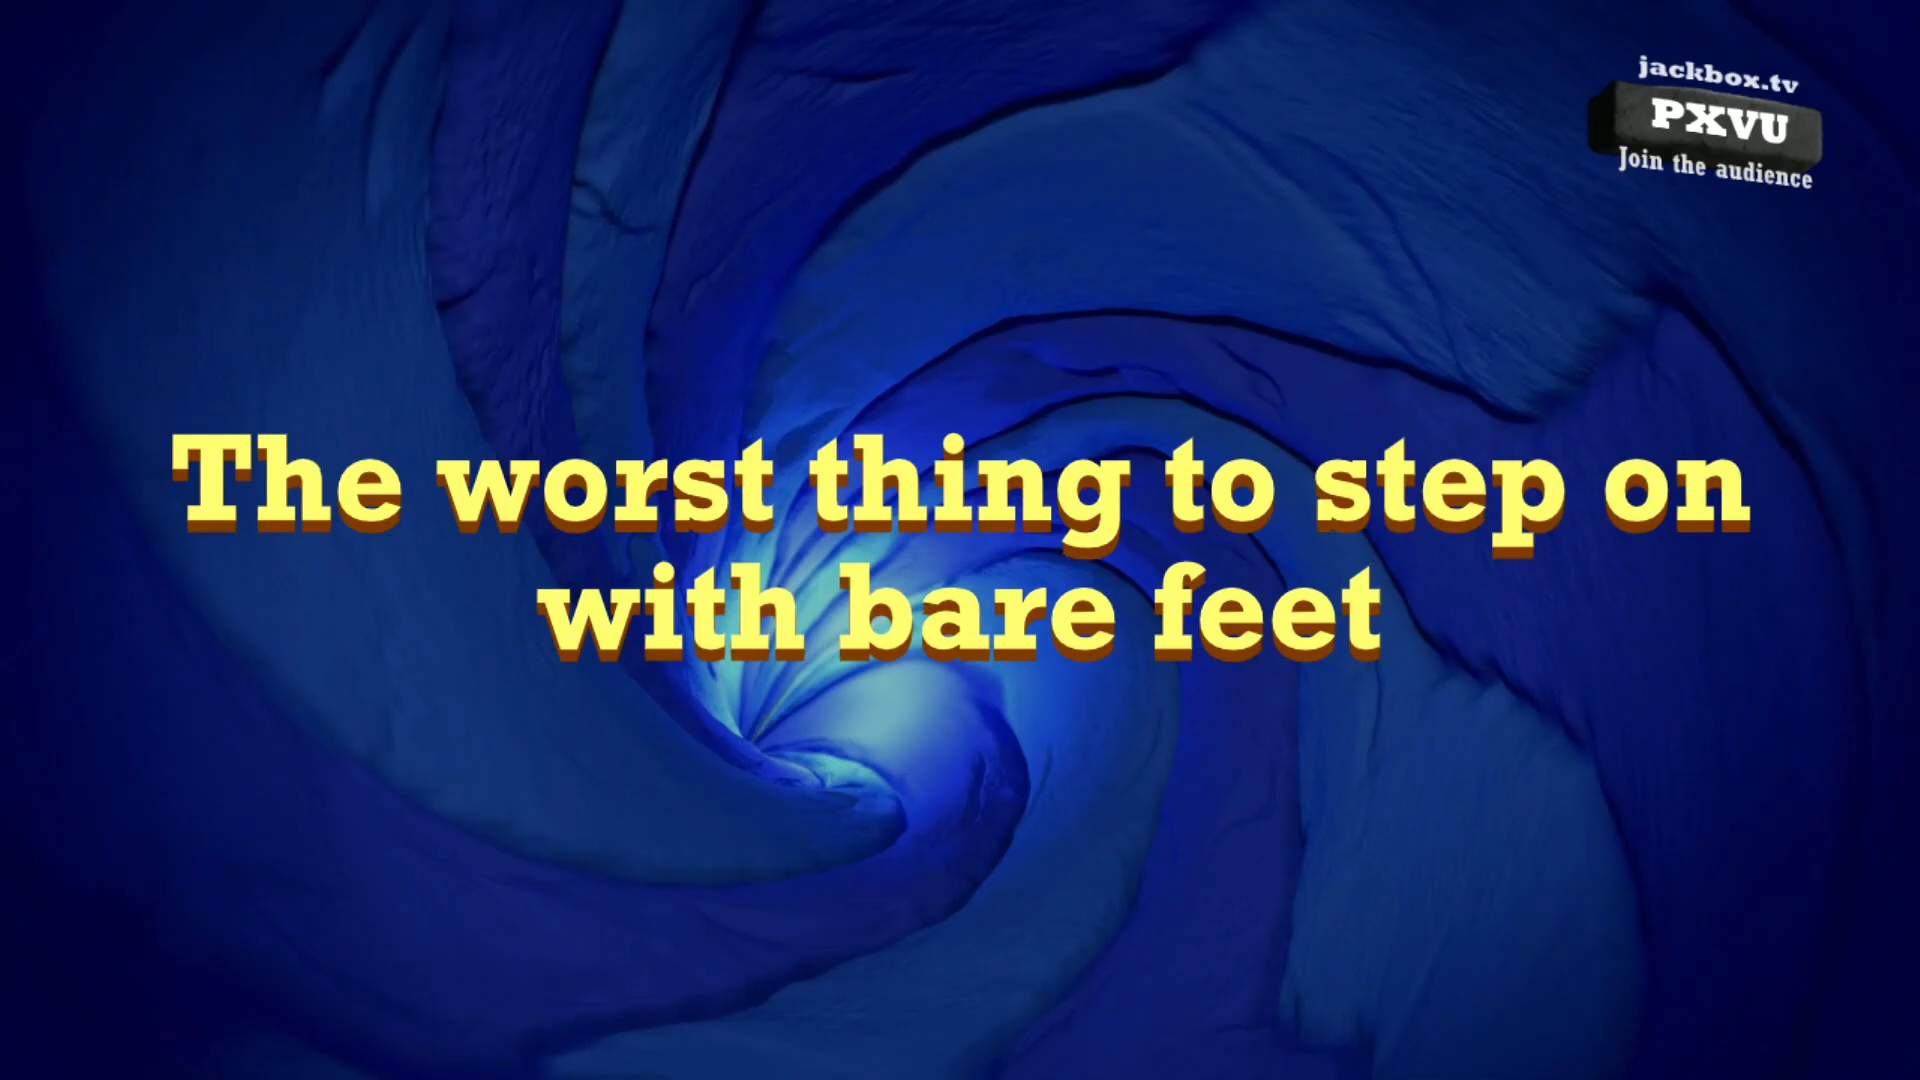 jackbox.tv
PXVU
Join the audience
The worst thing to step on
with bare feet